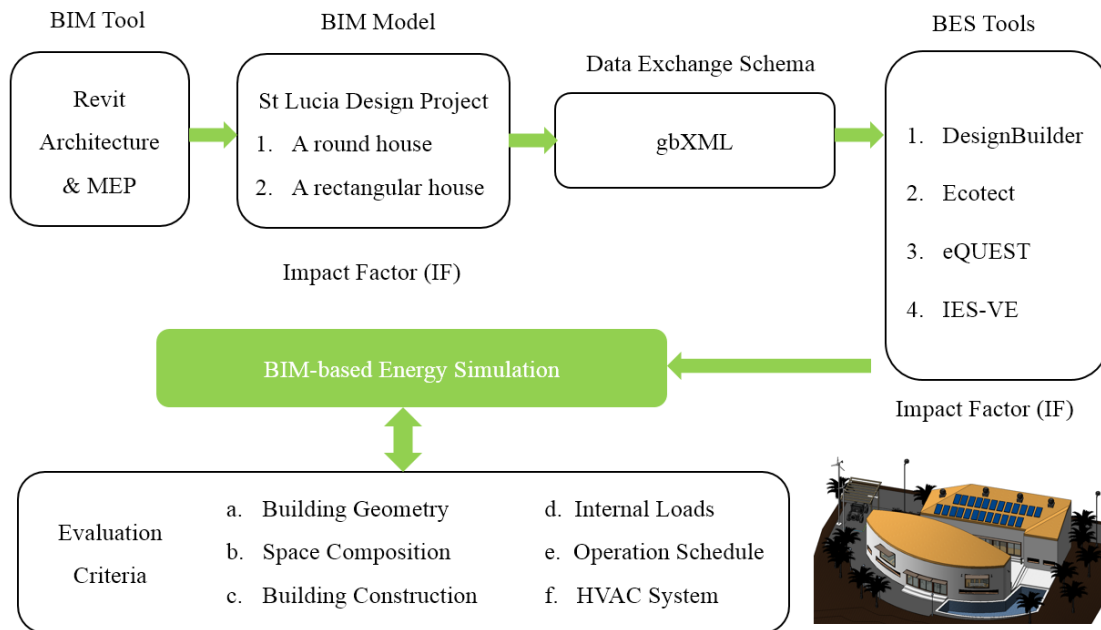 BIM Tool
Revit
Architecture
& MEP
BIM Model
St Lucia Design Project
1. A round house
2. A rectangular house
Impact Factor (IF)
Data Exchange Schema
gbXML
BES Tools
1. DesignBuilder
2. Ecotect
3. eQUEST
4. IES-VE
Impact Factor (IF)
BIM-based Energy Simulation
Evaluation
Criteria
a. Building Geometry
b. Space Composition
c. Building Construction
d. Internal Loads
e. Operation Schedule
f. HVAC System